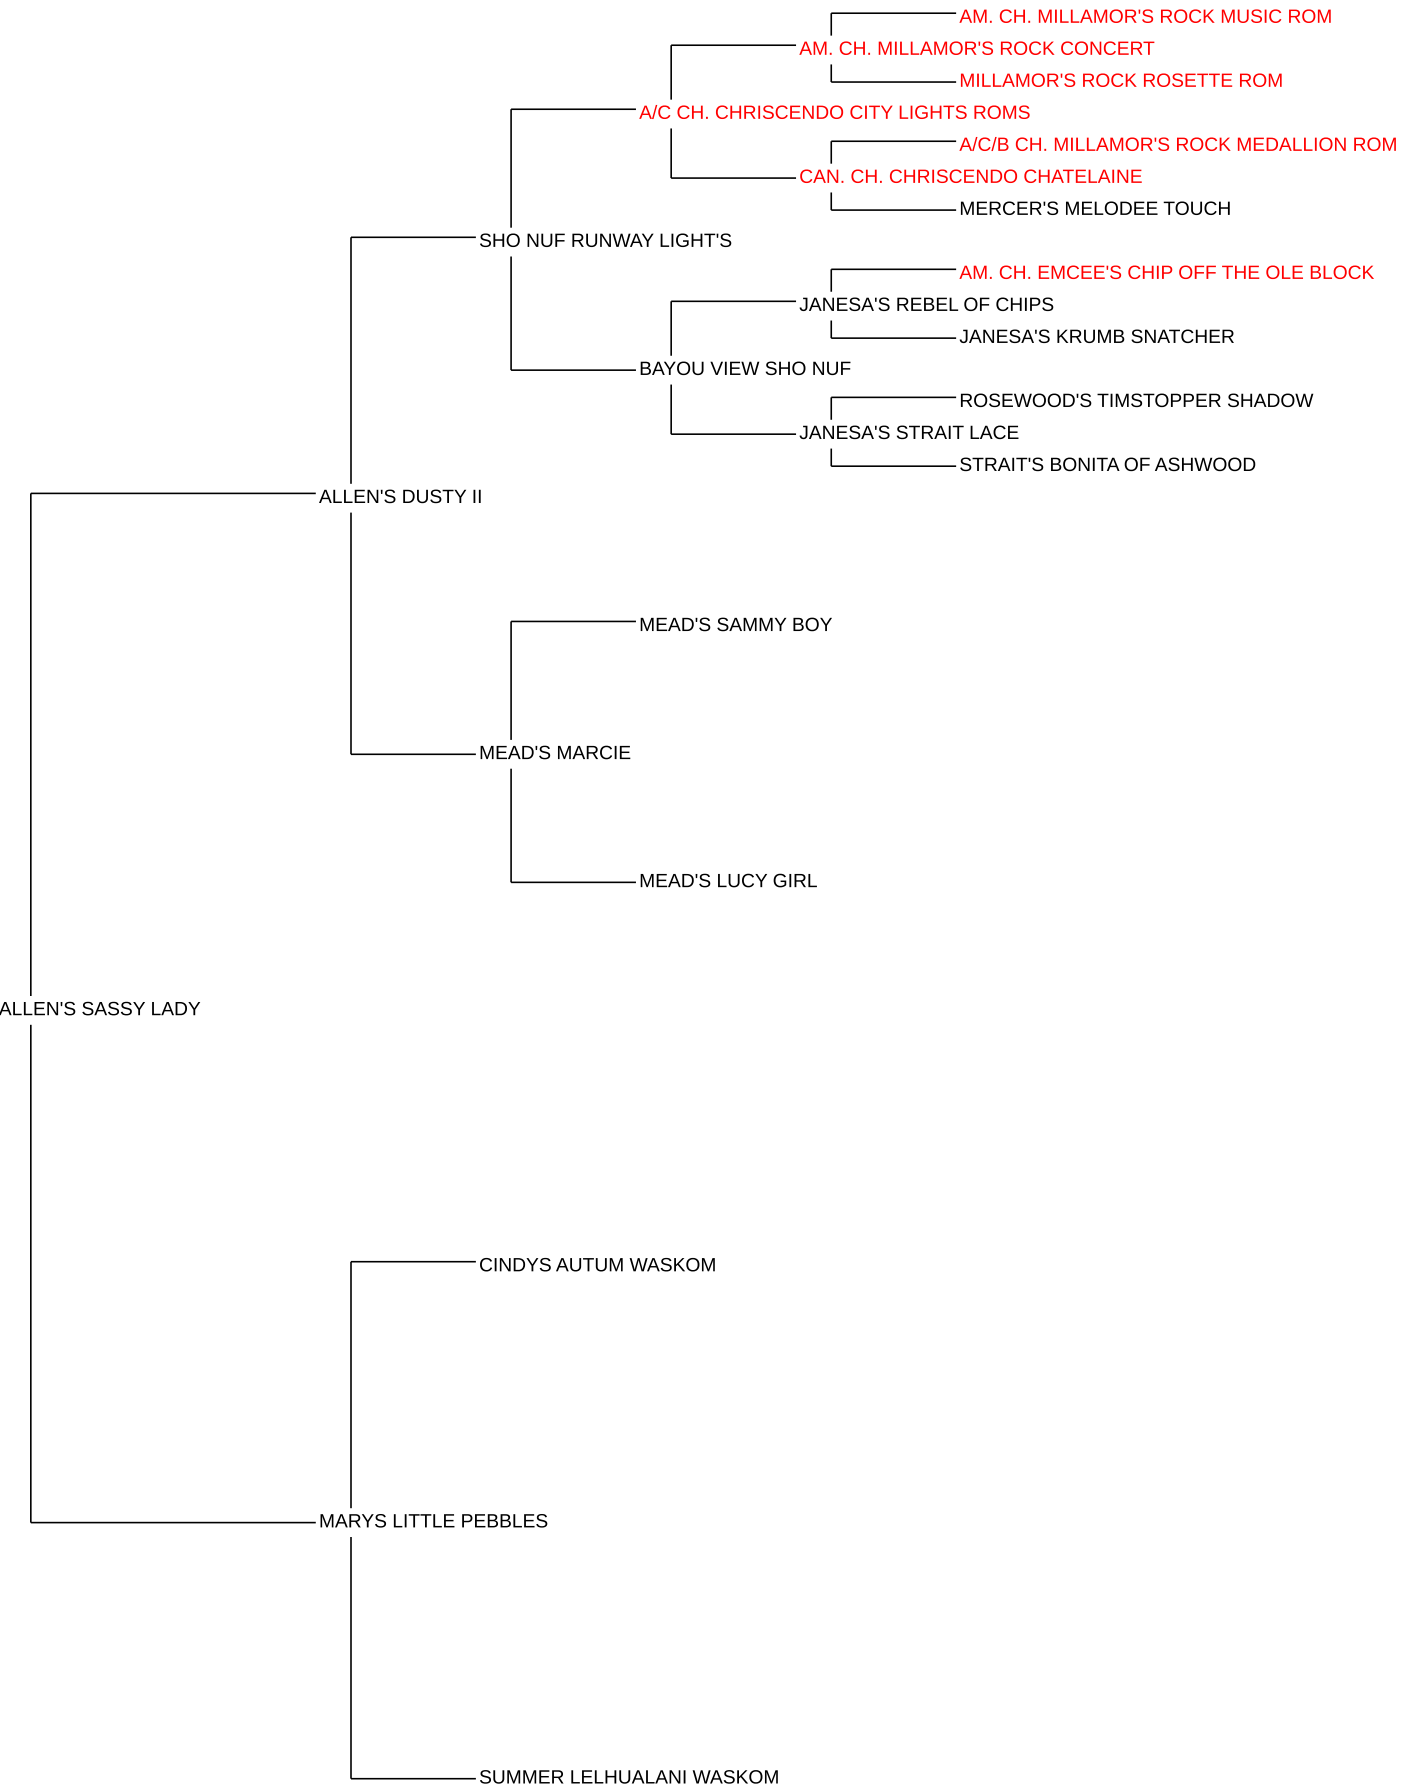 AM. CH. MILLAMOR'S ROCK MUSIC ROM
AM. CH. MILLAMOR'S ROCK CONCERT
MILLAMOR'S ROCK ROSETTE ROM
A/C CH. CHRISCENDO CITY LIGHTS ROMS
A/C/B CH. MILLAMOR'S ROCK MEDALLION ROM
CAN. CH. CHRISCENDO CHATELAINE
MERCER'S MELODEE TOUCH
SHO NUF RUNWAY LIGHT'S
AM. CH. EMCEE'S CHIP OFF THE OLE BLOCK
JANESA'S REBEL OF CHIPS
JANESA'S KRUMB SNATCHER
BAYOU VIEW SHO NUF
ROSEWOOD'S TIMSTOPPER SHADOW
JANESA'S STRAIT LACE
STRAIT'S BONITA OF ASHWOOD
ALLEN'S DUSTY II
MEAD'S SAMMY BOY
MEAD'S MARCIE
MEAD'S LUCY GIRL
ALLEN'S SASSY LADY
CINDYS AUTUM WASKOM
MARYS LITTLE PEBBLES
SUMMER LELHUALANI WASKOM